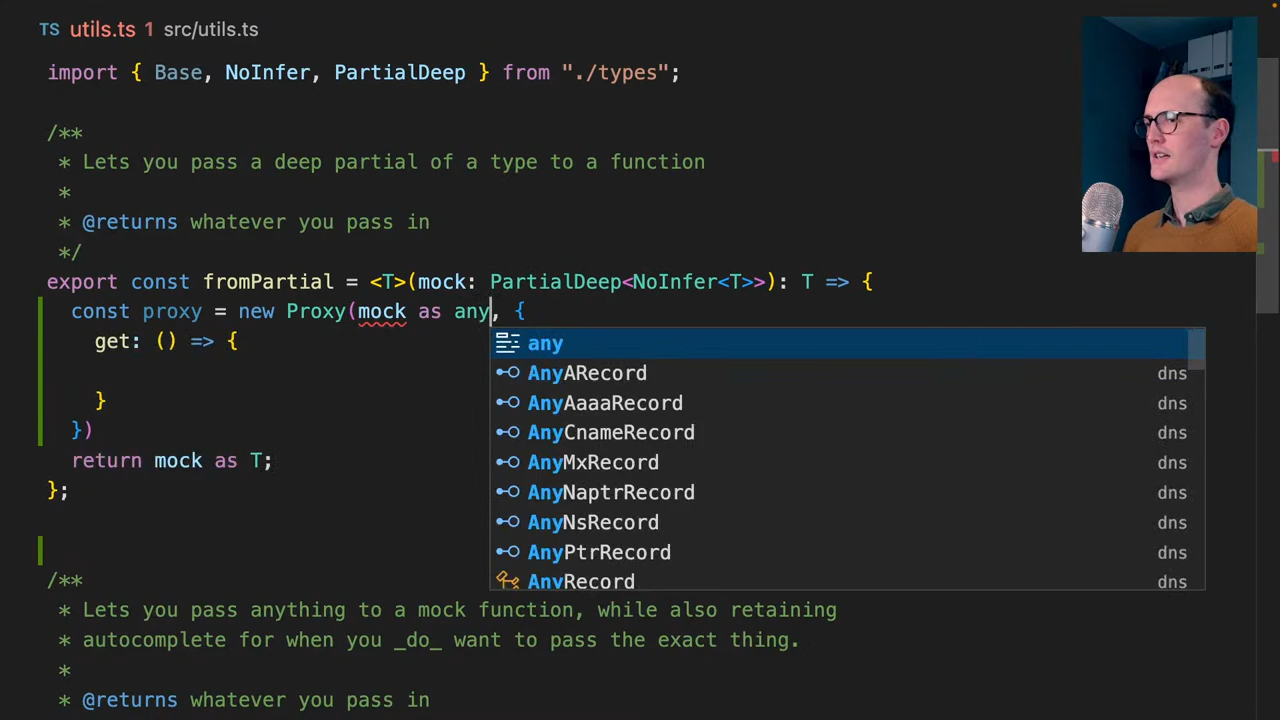 TS utils.ts 1 src/utils.ts
import { Base, NoInfer, PartialDeep } from "./types";
/**
* Lets you pass a deep partial of a type to a function
*
* @returns whatever you pass in
*/
export const fromPartial = <T>(mock: PartialDeep<NoInfer<T>>): T => {
const proxy = new Proxy(mock as any, {
get: () => {
any
AnyARecord dns
AnyAaaaRecord dns
}
AnyCnameRecord dns
})
AnyMxRecord dns
return mock as T;
AnyNaptrRecord dns
};
AnyNsRecord dns
AnyPtrRecord dns
AnyRecord dns
/**
* Lets you pass anything to a mock function, while also retaining
* autocomplete for when you _do_ want to pass the exact thing.
*
* @returns whatever you pass in